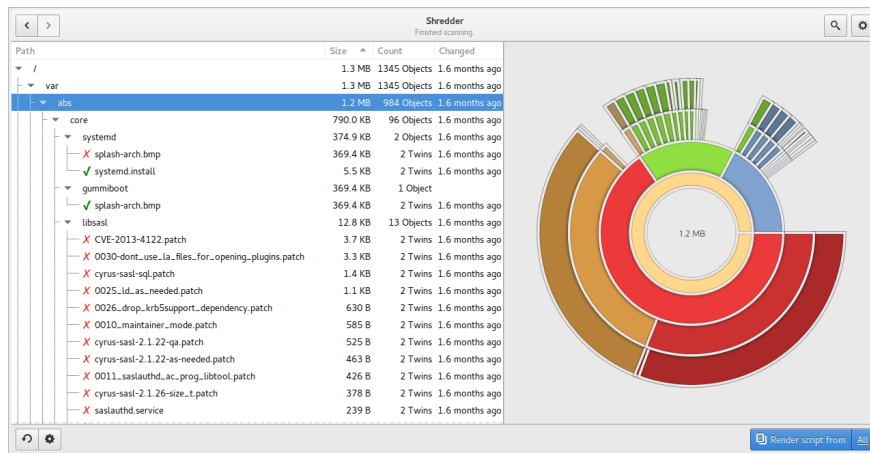 Shredder
Finished scanning.
Path Size Count Changed
/ 1.3 MB 1345 Objects 1.6 months ago
var 1.3 MB 1345 Objects 1.6 months ago
abs 1.2 MB 984 Objects 1.6 months ago
core 790.0 KB 96 Objects 1.6 months ago
systemd 374.9 KB 2 Objects 1.6 months ago
✗ splash-arch.bmp 369.4 KB 2 Twins 1.6 months ago
✓ systemd.install 5.5 KB 2 Twins 1.6 months ago
gummiboot 369.4 KB 1 Object
✓ splash-arch.bmp 369.4 KB 2 Twins 1.6 months ago
libsasl 12.8 KB 13 Objects 1.6 months ago
✗ CVE-2013-4122.patch 3.7 KB 2 Twins 1.6 months ago
✗ 0030-dont_use_la_files_for_opening_plugins.patch 3.3 KB 2 Twins 1.6 months ago
✗ cyrus-sasl-sql.patch 1.4 KB 2 Twins 1.6 months ago
✗ 0025_ld_as_needed.patch 1.1 KB 2 Twins 1.6 months ago
✗ 0026_drop_krb5support_dependency.patch 630 B 2 Twins 1.6 months ago
✗ 0010_maintainer_mode.patch 585 B 2 Twins 1.6 months ago
✗ cyrus-sasl-2.1.22-qa.patch 525 B 2 Twins 1.6 months ago
✗ cyrus-sasl-2.1.22-as-needed.patch 463 B 2 Twins 1.6 months ago
✗ 0011_saslauthd_ac_prog_libtool.patch 426 B 2 Twins 1.6 months ago
✗ cyrus-sasl-2.1.26-size_t.patch 378 B 2 Twins 1.6 months ago
✗ saslauthd.service 239 B 2 Twins 1.6 months ago
1.2 MB
Render script from All